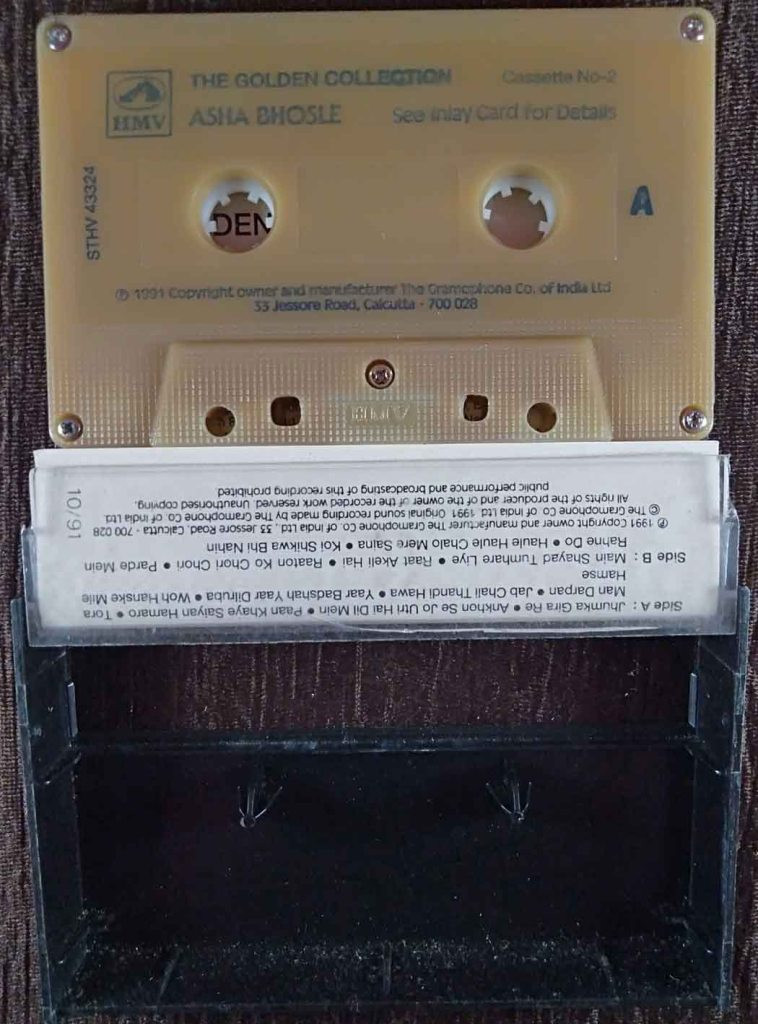 THE GOLDEN COLLECTION Cassette No-2
HMV
ASHA BHOSLE See Inlay Card for Details
STHV 43324
DEN
A
℗ 1991 Copyright owner and manufacturer The Gramophone Co. of India Ltd
33 Jessore Road, Calcutta - 700 028
10/91
Side A : Jhumka Gira Re • Ankhon Se Jo Utri Hai Dil Mein • Paan Khaye Saiyan Hamaro • Tora
Man Darpan • Jab Chali Thandi Hawa • Yaar Badshah Yaar Dilruba • Woh Hanske Mile
Hamse
Side B : Main Shayad Tumhare Liye • Raat Akeli Hai • Raaton Ko Chori Chori • Parde Mein
Rahne Do • Haule Haule Chalo More Saina • Koi Shikwa Bhi Nahin
℗ 1991 Copyright owner and manufacturer The Gramophone Co. of India Ltd., 33 Jessore Road, Calcutta - 700 028
© The Gramophone Co. of India Ltd. 1991 Original sound recording made by The Gramophone Co. of India Ltd
All rights of the producer and of the owner of the recorded work reserved. Unauthorised copying,
public performance and broadcasting of this recording prohibited